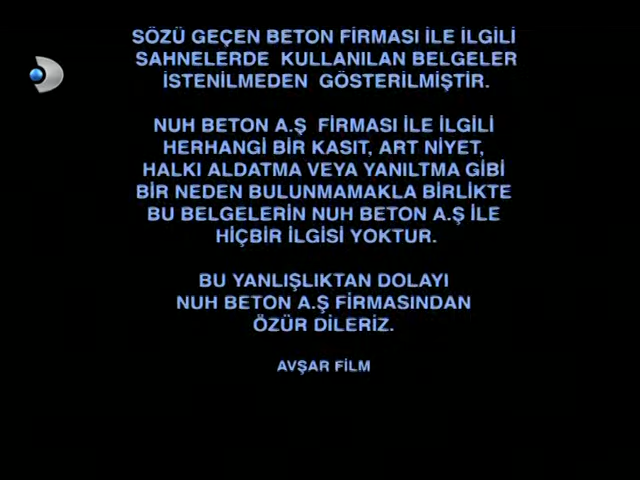 SÖZÜ GEÇEN BETON FİRMASI İLE İLGİLİ
SAHNELERDE KULLANILAN BELGELER
İSTENİLMEDEN GÖSTERİLMİŞTİR.
NUH BETON A.Ş FİRMASI İLE İLGİLİ
HERHANGİ BİR KASIT, ART NİYET,
HALKI ALDATMA VEYA YANILTMA GİBİ
BİR NEDEN BULUNMAMAKLA BİRLİKTE
BU BELGELERİN NUH BETON A.Ş İLE
HİÇBİR İLGİSİ YOKTUR.
BU YANLIŞLIKTAN DOLAYI
NUH BETON A.Ş FİRMASINDAN
ÖZÜR DİLERİZ.
AVŞAR FİLM